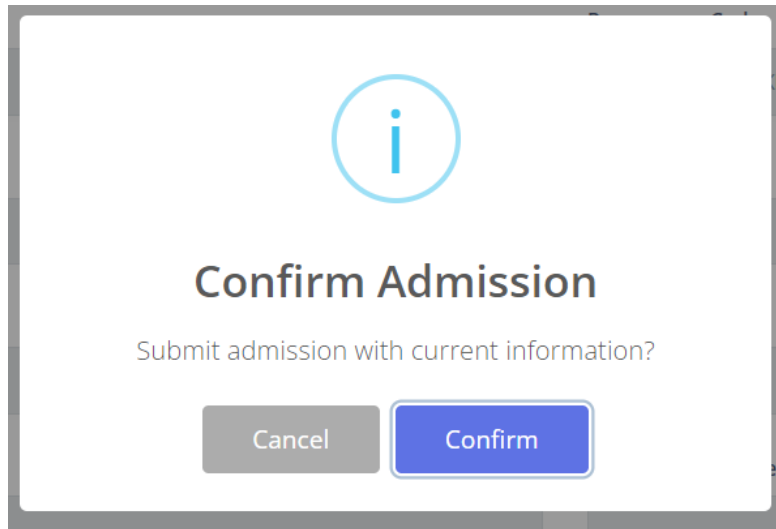 i
Confirm Admission
Submit admission with current information?
Cancel
Confirm